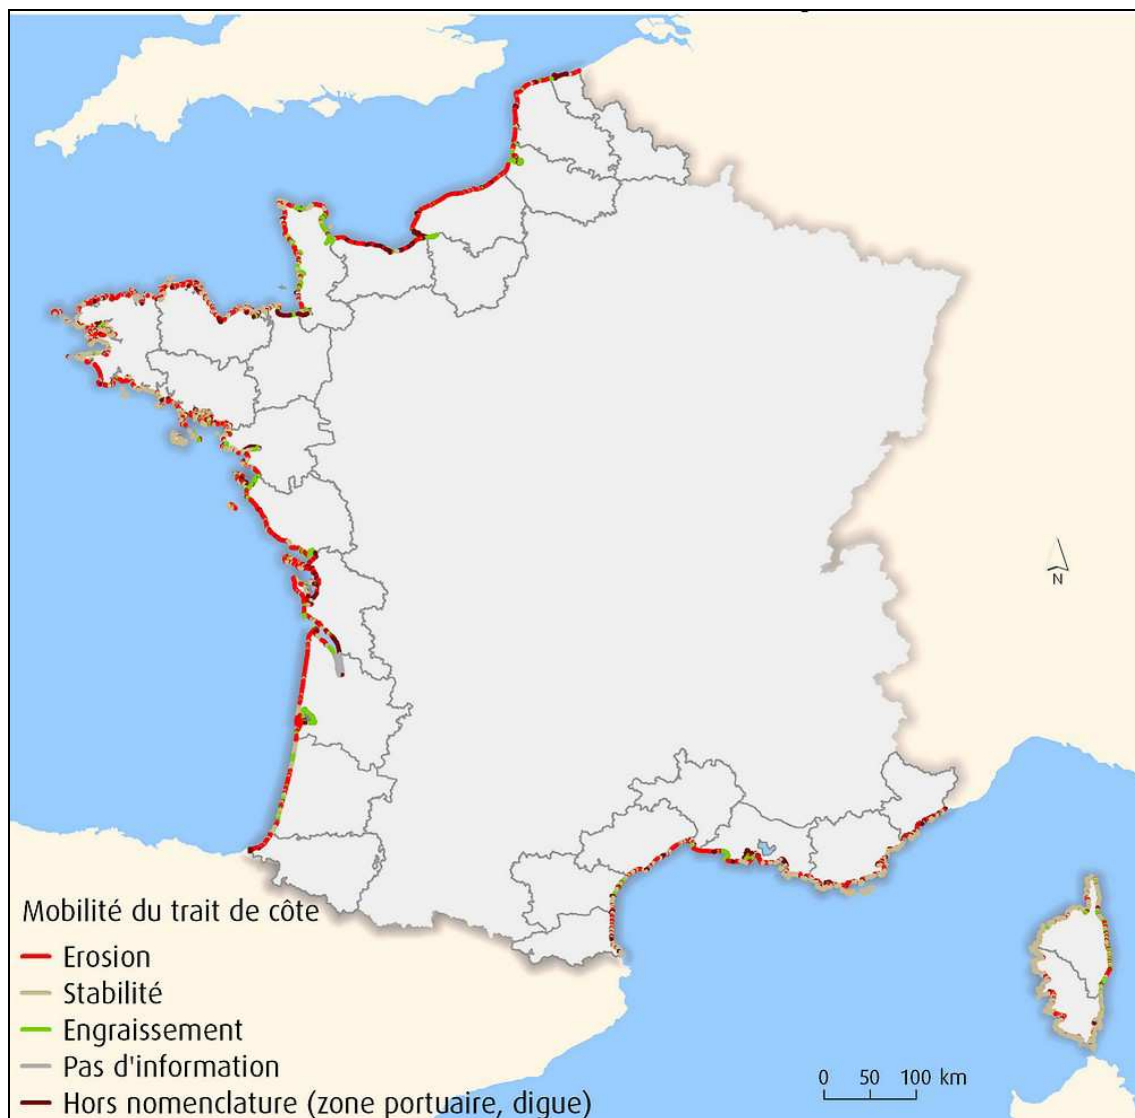 N
Mobilité du trait de côte
Erosion
Stabilité
Engraissement
Pas d'information
Hors nomenclature (zone portuaire, digue)
0 50 100 km